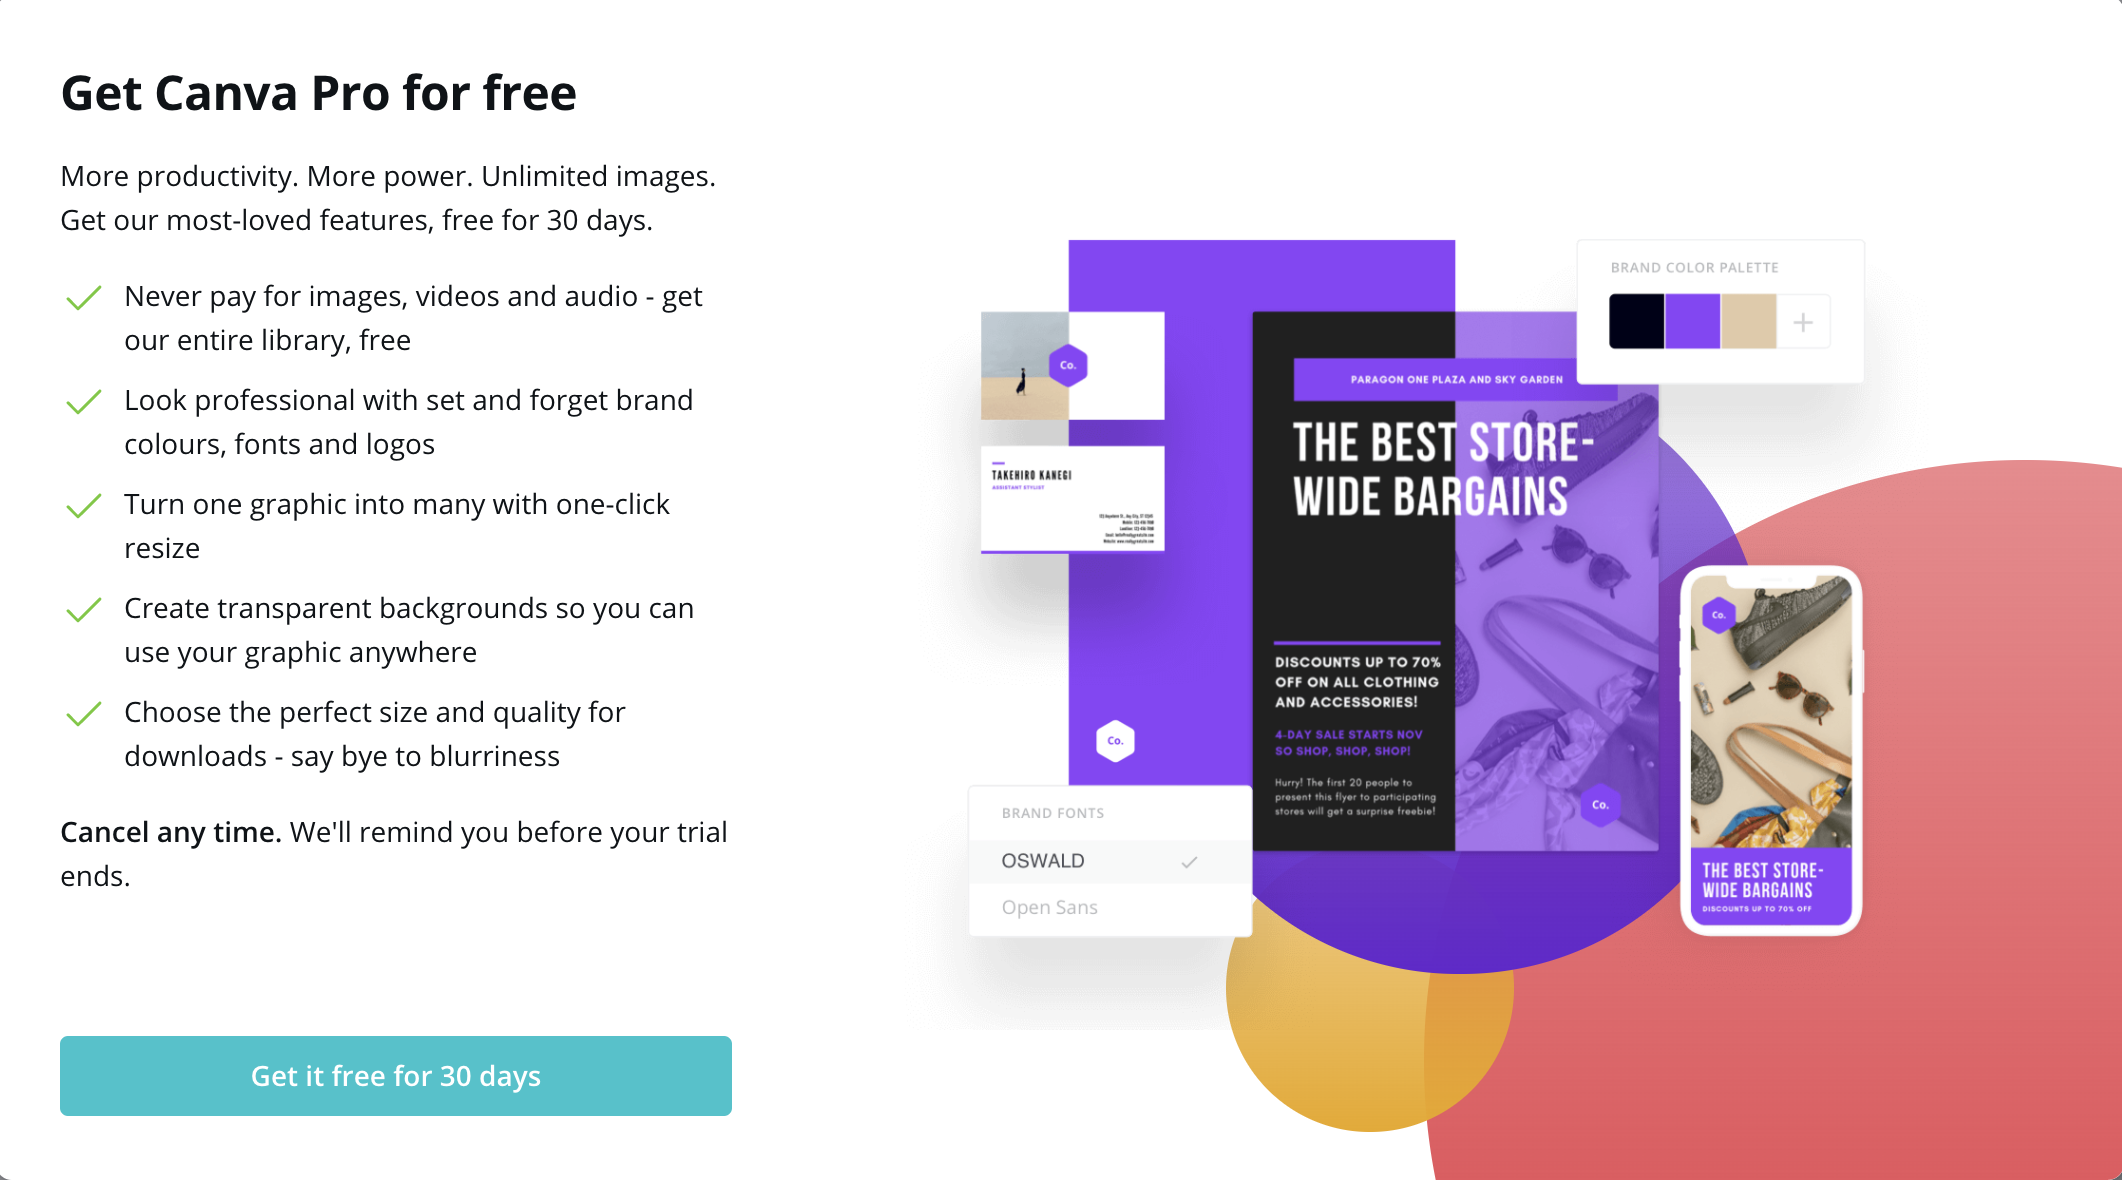 Get Canva Pro for free
More productivity. More power. Unlimited images.
Get our most-loved features, free for 30 days.
Never pay for images, videos and audio - get
our entire library, free
Look professional with set and forget brand
colours, fonts and logos
Turn one graphic into many with one-click
resize
Create transparent backgrounds so you can
use your graphic anywhere
Choose the perfect size and quality for
downloads - say bye to blurriness
Cancel any time. We'll remind you before your trial
ends.
Get it free for 30 days
Co.
TAKEHIRO KANEGI
ASSISTANT STYLIST
Co.
BRAND FONTS
OSWALD
Open Sans
PARAGON ONE PLAZA AND SKY GARDEN
THE BEST STORE-
WIDE BARGAINS
DISCOUNTS UP TO 70%
OFF ON ALL CLOTHING
AND ACCESSORIES!
4-DAY SALE STARTS NOV
SO SHOP, SHOP, SHOP!
Hurry! The first 20 people to
present this flyer to participating
stores will get a surprise freebie!
Co.
BRAND COLOR PALETTE
Co.
THE BEST STORE-
WIDE BARGAINS
DISCOUNTS UP TO 70% OFF